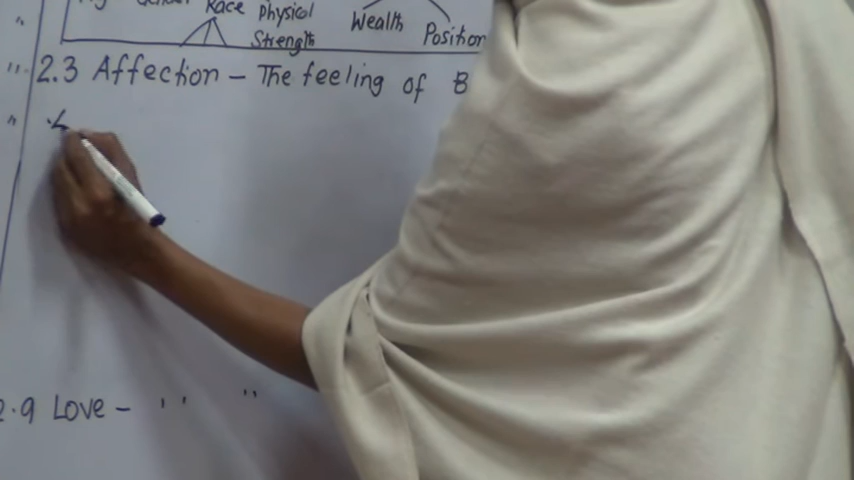 Race Physical
Strength
Wealth
Position
" 2.3 Affection – The feeling of B
"
2.9 Love – " "